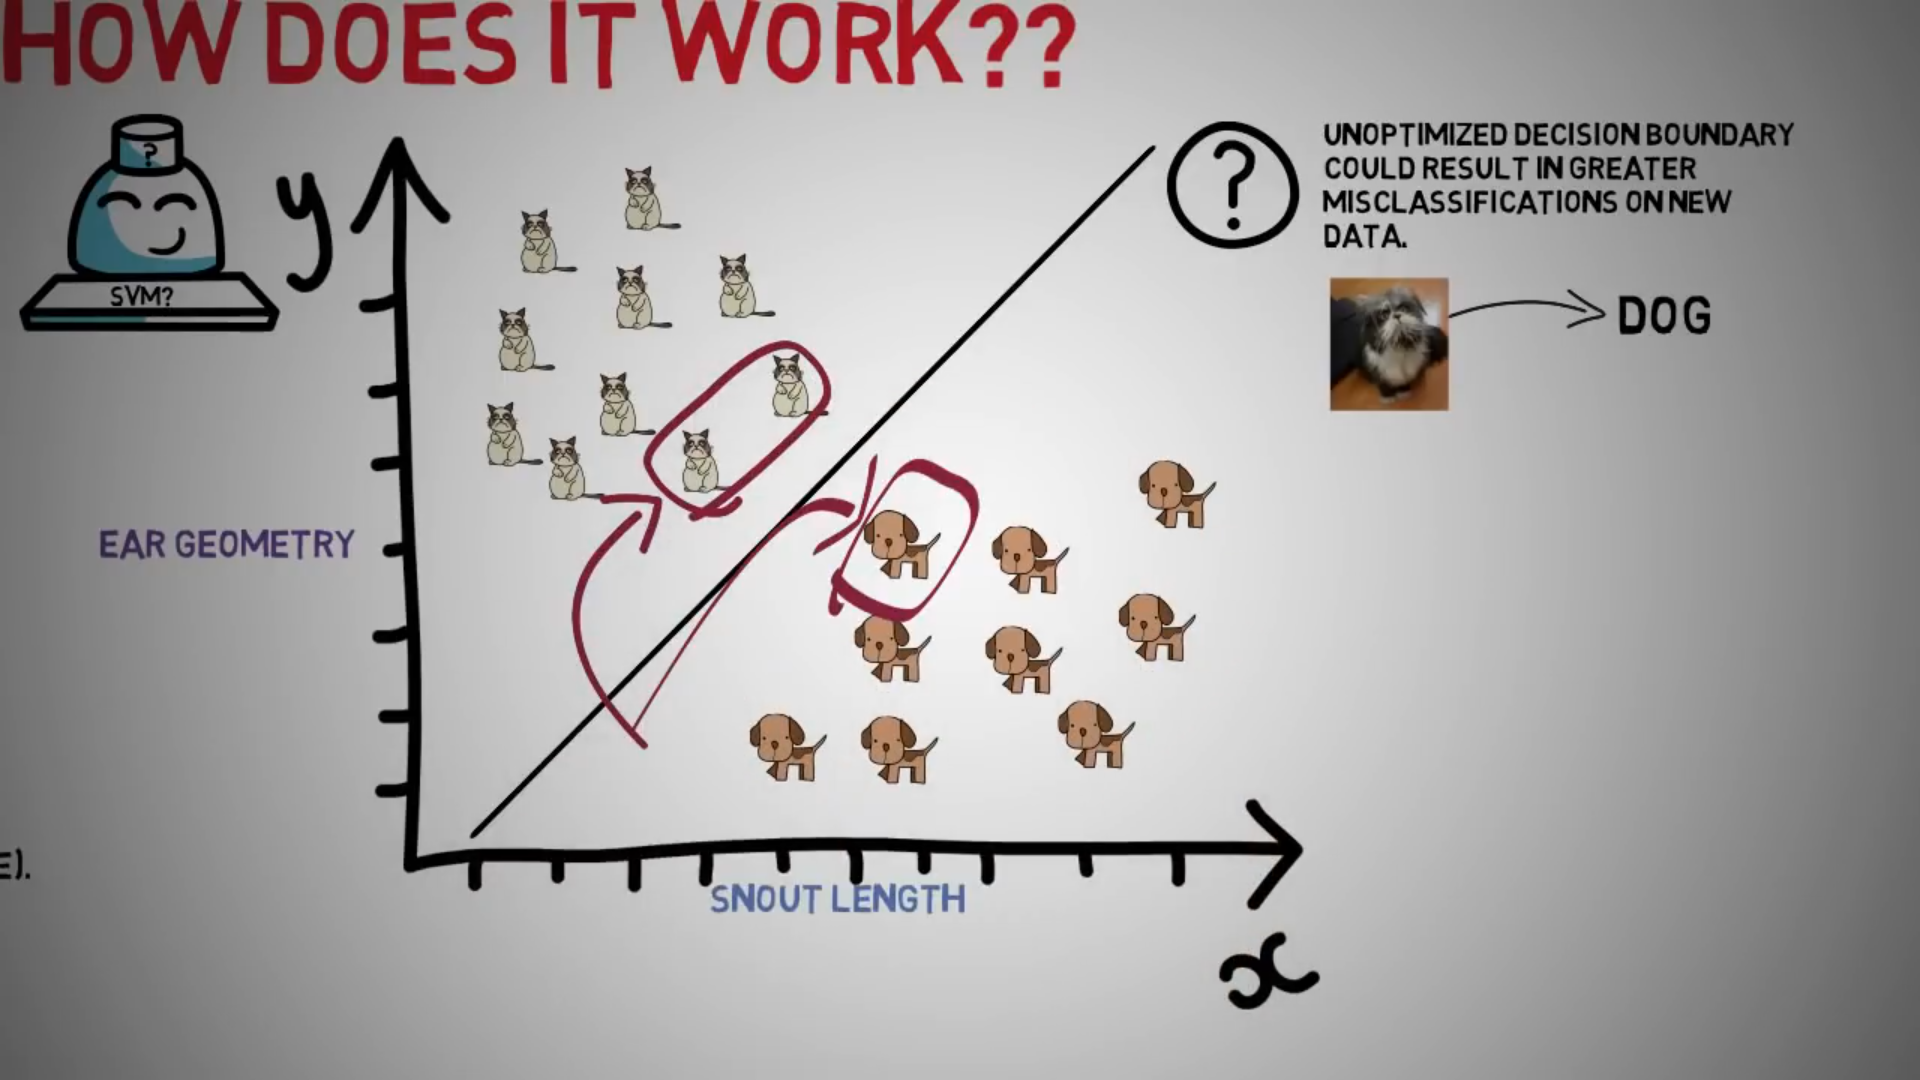 HOW DOES IT WORK??
?
SVM?
y
?
UNOPTIMIZED DECISION BOUNDARY
COULD RESULT IN GREATER
MISCLASSIFICATIONS ON NEW
DATA.
DOG
EAR GEOMETRY
E).
SNOUT LENGTH
x